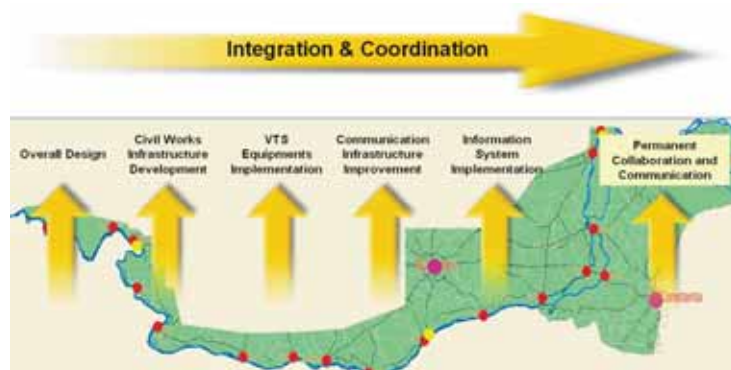 Integration & Coordination
Overall Design
Civil Works
Infrastructure
Development
VTS
Equipments
Implementation
Communication
Infrastructure
Improvement
Information
System
Implementation
Permanent
Collaboration and
Communication